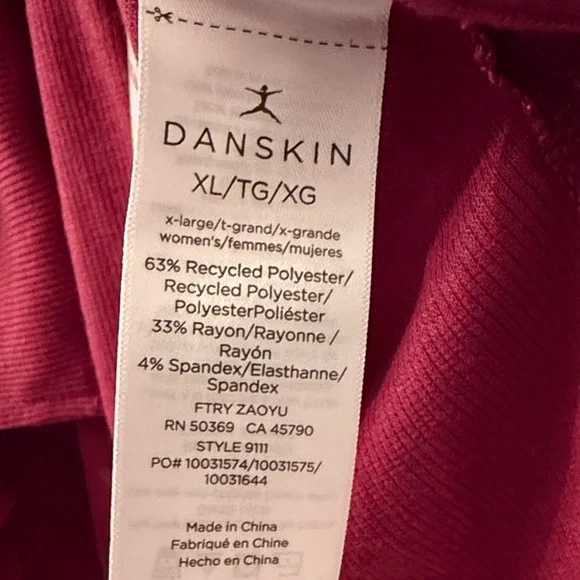 DANSKIN
XL/TG/XG
x-large/t-grand/x-grande
women's/femmes/mujeres
63% Recycled Polyester/
Recycled Polyester/
PolyesterPoliéster
33% Rayon/Rayonne /
Rayón
4% Spandex/Elasthanne/
Spandex
FTRY ZAOYU
RN 50369 CA 45790
STYLE 9111
PO# 10031574/10031575/
10031644
Made in China
Fabriqué en Chine
Hecho en China